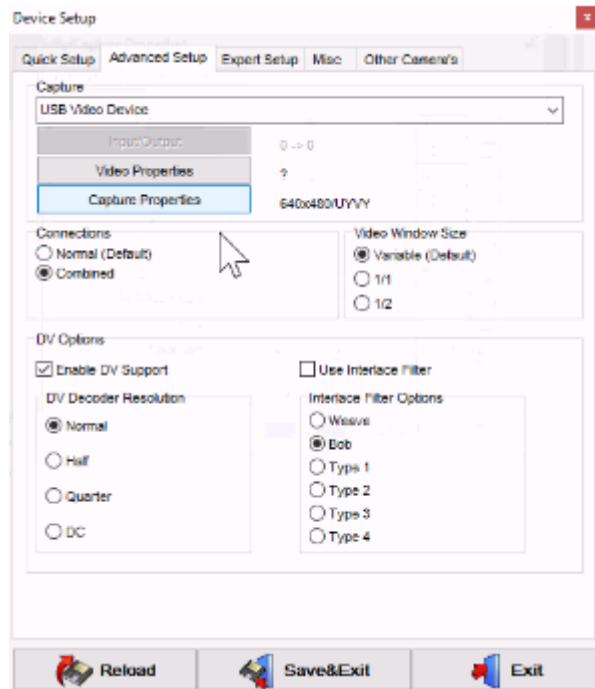 Device Setup
Quick Setup
Advanced Setup
Expert Setup
Misc
Other Camera's
Capture
USB Video Device
Input/Output
0 -> 0
Video Properties
?
Capture Properties
640x480/UYVY
Connections
Normal (Default)
Combined
Video Window Size
Variable (Default)
1/1
1/2
DV Options
Enable DV Support
Use Interlace Filter
DV Decoder Resolution
Normal
Half
Quarter
DC
Interlace Filter Options
Weave
Bob
Type 1
Type 2
Type 3
Type 4
Reload
Save&Exit
Exit